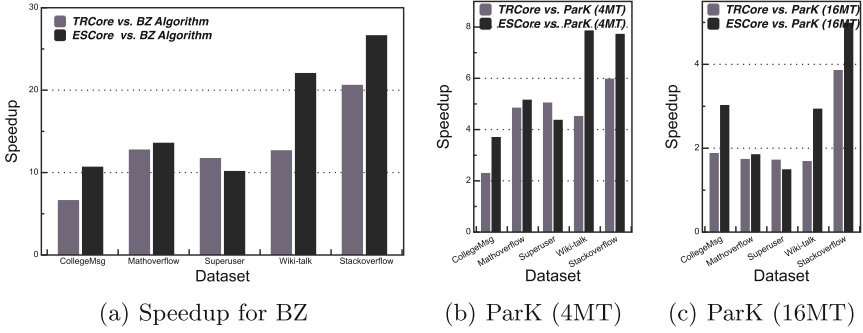 30
20
10
0
Speedup
TRCore vs. BZ Algorithm
ESCore vs. BZ Algorithm
CollegeMsg Mathoverflow Superuser Wiki-talk Stackoverflow
Dataset
(a) Speedup for BZ
8
6
4
2
0
Speedup
TRCore vs. ParK (4MT)
ESCore vs. ParK (4MT)
CollegeMsg Mathoverflow Superuser Wiki-talk Stackoverflow
Dataset
(b) ParK (4MT)
4
2
0
Speedup
TRCore vs. ParK (16MT)
ESCore vs. ParK (16MT)
CollegeMsg Mathoverflow Superuser Wiki-talk Stackoverflow
Dataset
(c) ParK (16MT)